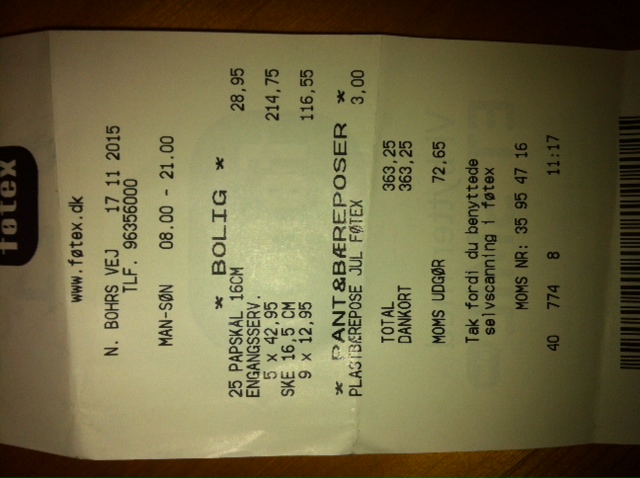 føtex
www.føtex.dk
N. BOHRS VEJ 17 11 2015
TLF. 96356000
MAN-SØN 08.00 - 21.00
* BOLIG *
25 PAPSKÅL 16CM 28,95
ENGANGSSERV.
5 x 42,95 214,75
SKE 16,5 CM
9 x 12,95 116,55
* PANT&BÆREPOSER *
PLASTBÆREPOSE JUL FØTEX 3,00
TOTAL 363,25
DANKORT 363,25
MOMS UDGØR 72,65
Tak fordi du benyttede
selvscanning i føtex
MOMS NR: 35 95 47 16
40 774 8 11:17